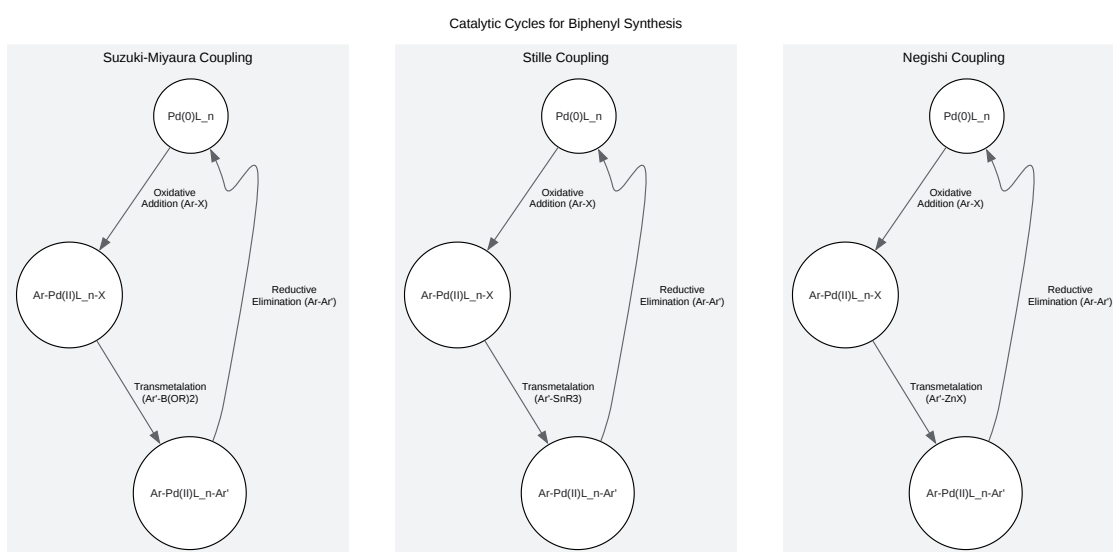 Catalytic Cycles for Biphenyl Synthesis
Suzuki-Miyaura Coupling
Pd(0)L_n
Oxidative
Addition (Ar-X)
Ar-Pd(II)L_n-X
Reductive
Elimination (Ar-Ar')
Transmetalation
(Ar'-B(OR)2)
Ar-Pd(II)L_n-Ar'
Stille Coupling
Pd(0)L_n
Oxidative
Addition (Ar-X)
Ar-Pd(II)L_n-X
Reductive
Elimination (Ar-Ar')
Transmetalation
(Ar'-SnR3)
Ar-Pd(II)L_n-Ar'
Negishi Coupling
Pd(0)L_n
Oxidative
Addition (Ar-X)
Ar-Pd(II)L_n-X
Reductive
Elimination (Ar-Ar')
Transmetalation
(Ar'-ZnX)
Ar-Pd(II)L_n-Ar'